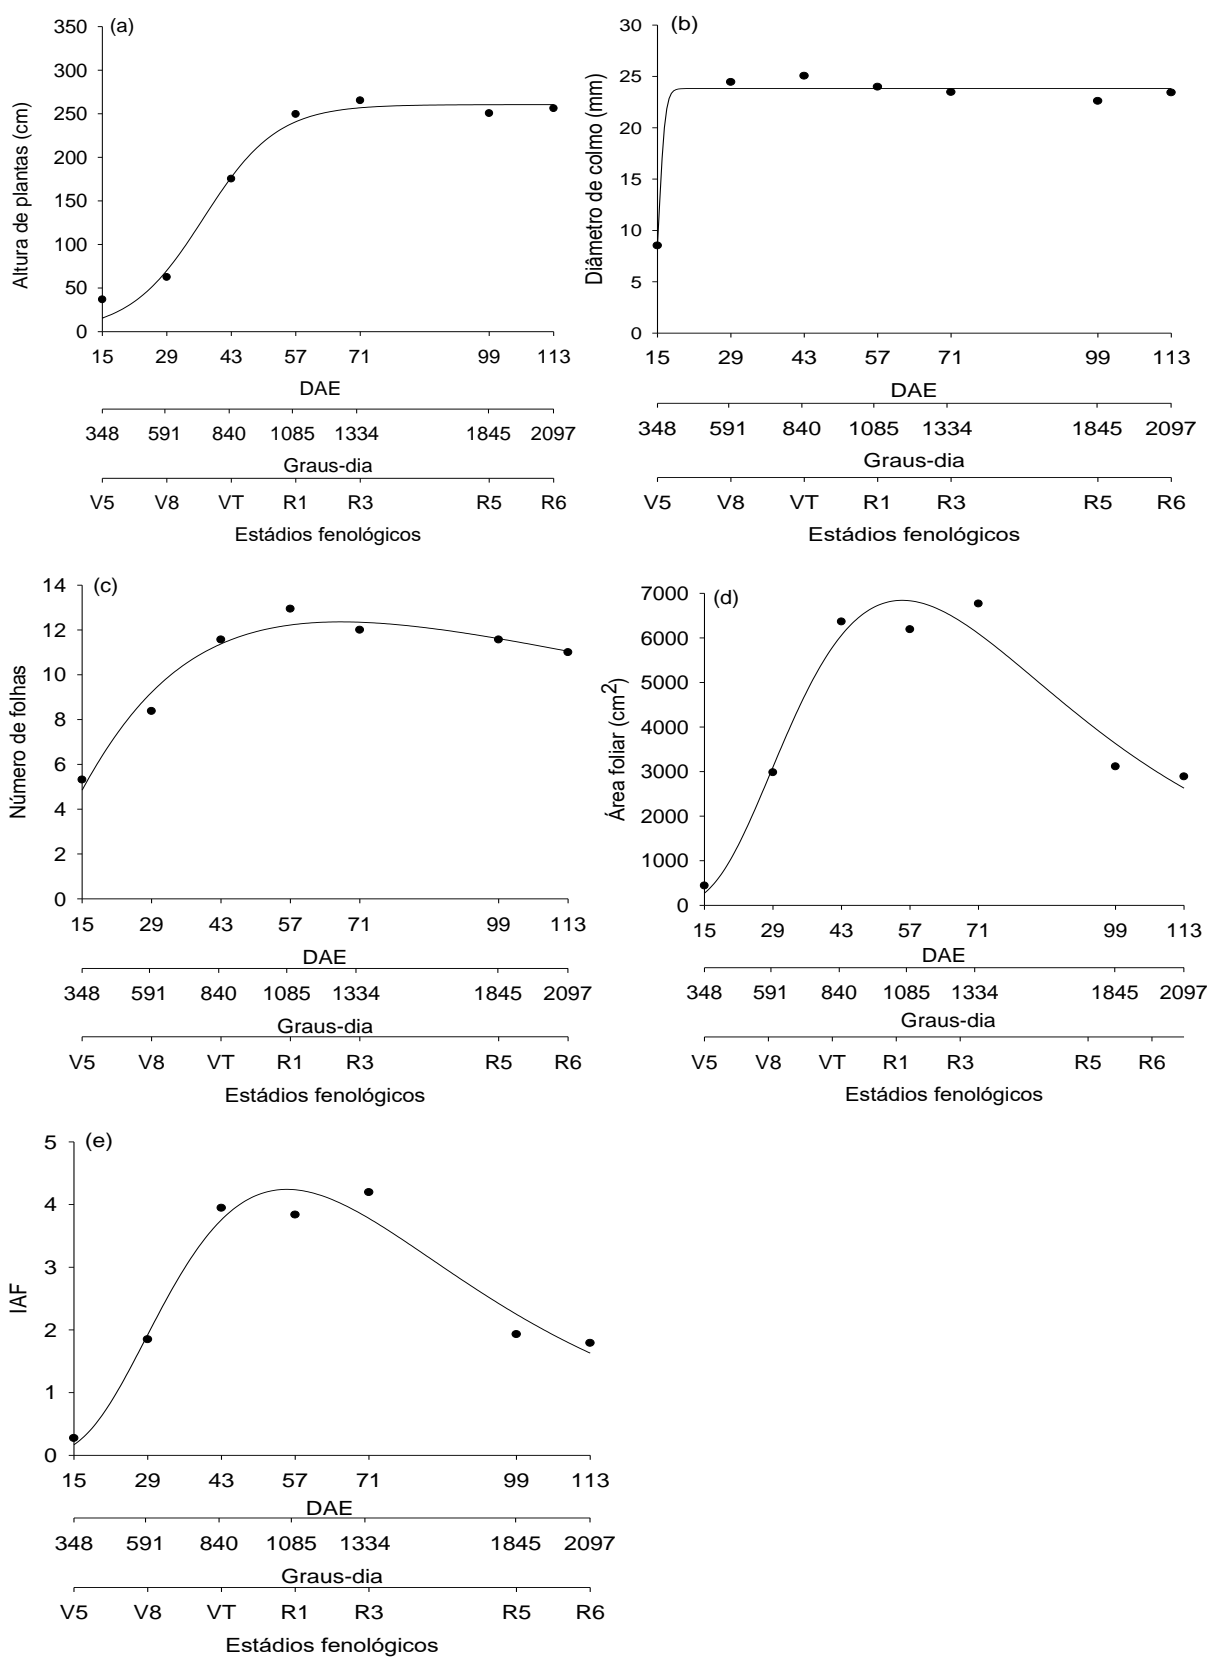 (a)
Altura de plantas (cm)
350
300
250
200
150
100
50
0
15 29 43 57 71 99 113
DAE
348 591 840 1085 1334 1845 2097
Graus-dia
V5 V8 VT R1 R3 R5 R6
Estádios fenológicos
(b)
Diâmetro de colmo (mm)
30
25
20
15
10
5
0
15 29 43 57 71 99 113
DAE
348 591 840 1085 1334 1845 2097
Graus-dia
V5 V8 VT R1 R3 R5 R6
Estádios fenológicos
(c)
Número de folhas
14
12
10
8
6
4
2
0
15 29 43 57 71 99 113
DAE
348 591 840 1085 1334 1845 2097
Graus-dia
V5 V8 VT R1 R3 R5 R6
Estádios fenológicos
(d)
Área foliar (cm²)
7000
6000
5000
4000
3000
2000
1000
0
15 29 43 57 71 99 113
DAE
348 591 840 1085 1334 1845 2097
Graus-dia
V5 V8 VT R1 R3 R5 R6
Estádios fenológicos
(e)
IAF
5
4
3
2
1
0
15 29 43 57 71 99 113
DAE
348 591 840 1085 1334 1845 2097
Graus-dia
V5 V8 VT R1 R3 R5 R6
Estádios fenológicos